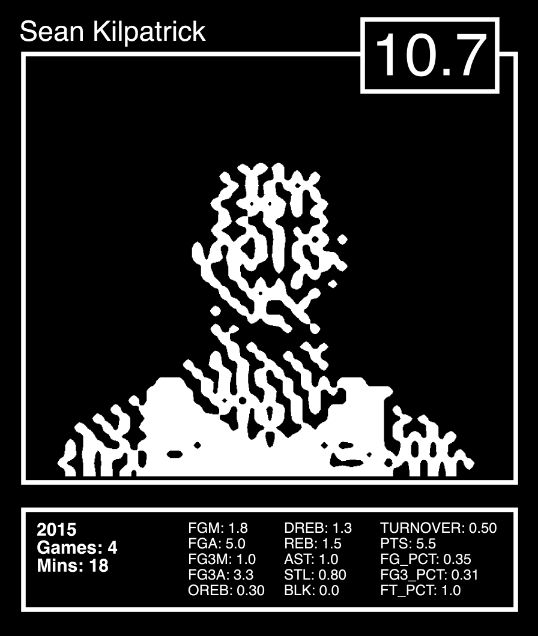 Sean Kilpatrick
10.7
2015
Games: 4
Mins: 18
FGM: 1.8
FGA: 5.0
FG3M: 1.0
FG3A: 3.3
OREB: 0.30
DREB: 1.3
REB: 1.5
AST: 1.0
STL: 0.80
BLK: 0.0
TURNOVER: 0.50
PTS: 5.5
FG_PCT: 0.35
FG3_PCT: 0.31
FT_PCT: 1.0